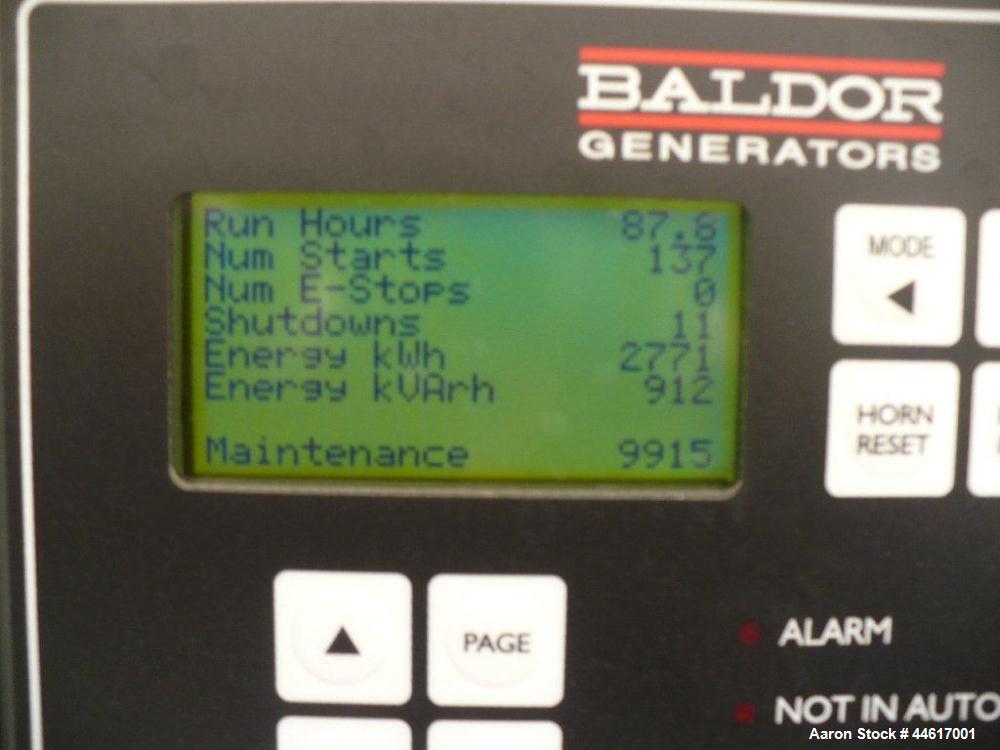 BALDOR
GENERATORS
Run Hours 87.8
Num Starts 137
Num E-Stops 0
Shutdowns 11
Energy kWh 2771
Energy kVArh 912
Maintenance 9915
MODE
HORN
RESET
PAGE
ALARM
NOT IN AUTO
Aaron Stock # 44617001